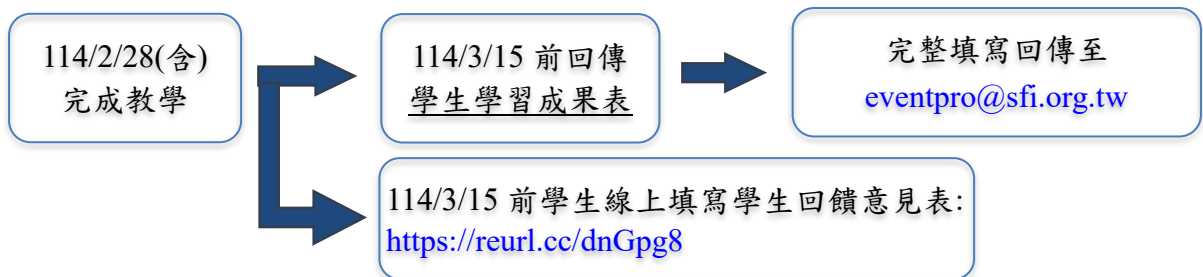 114/2/28(含)
完成教學
114/3/15 前回傳
學生學習成果表
完整填寫回傳至
eventpro@sfi.org.tw
114/3/15 前學生線上填寫學生回饋意見表:
https://reurl.cc/dnGpg8